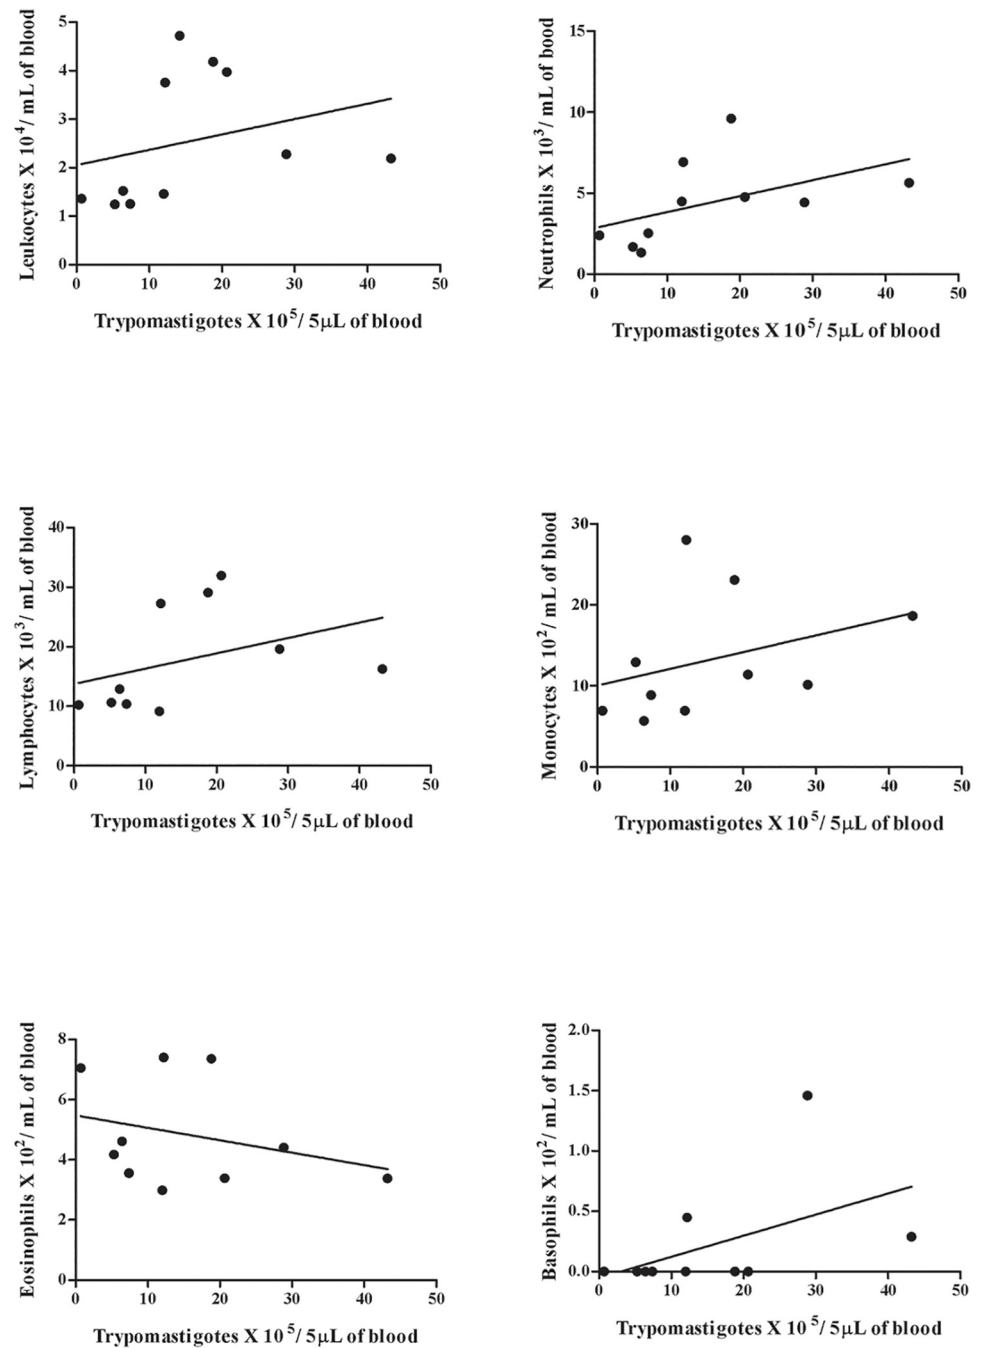 Leukocytes X 10^4/ mL of blood
5
4
3
2
1
0
0 10 20 30 40 50
Trypomastigotes X 10^5/ 5µL of blood
Neutrophils X 10^3/ mL of bood
15
10
5
0
0 10 20 30 40 50
Trypomastigotes X 10^5/ 5µL of blood
Lymphocytes X 10^3/ mL of blood
40
30
20
10
0
0 10 20 30 40 50
Trypomastigotes X 10^5/ 5µL of blood
Monocytes X 10^2/ mL of blood
30
20
10
0
0 10 20 30 40 50
Trypomastigotes X 10^5/ 5µL of blood
Eosinophils X 10^2/ mL of blood
8
6
4
2
0
0 10 20 30 40 50
Trypomastigotes X 10^5/ 5µL of blood
Basophils X 10^2/ mL of blood
2.0
1.5
1.0
0.5
0.0
0 10 20 30 40 50
Trypomastigotes X 10^5/ 5µL of blood